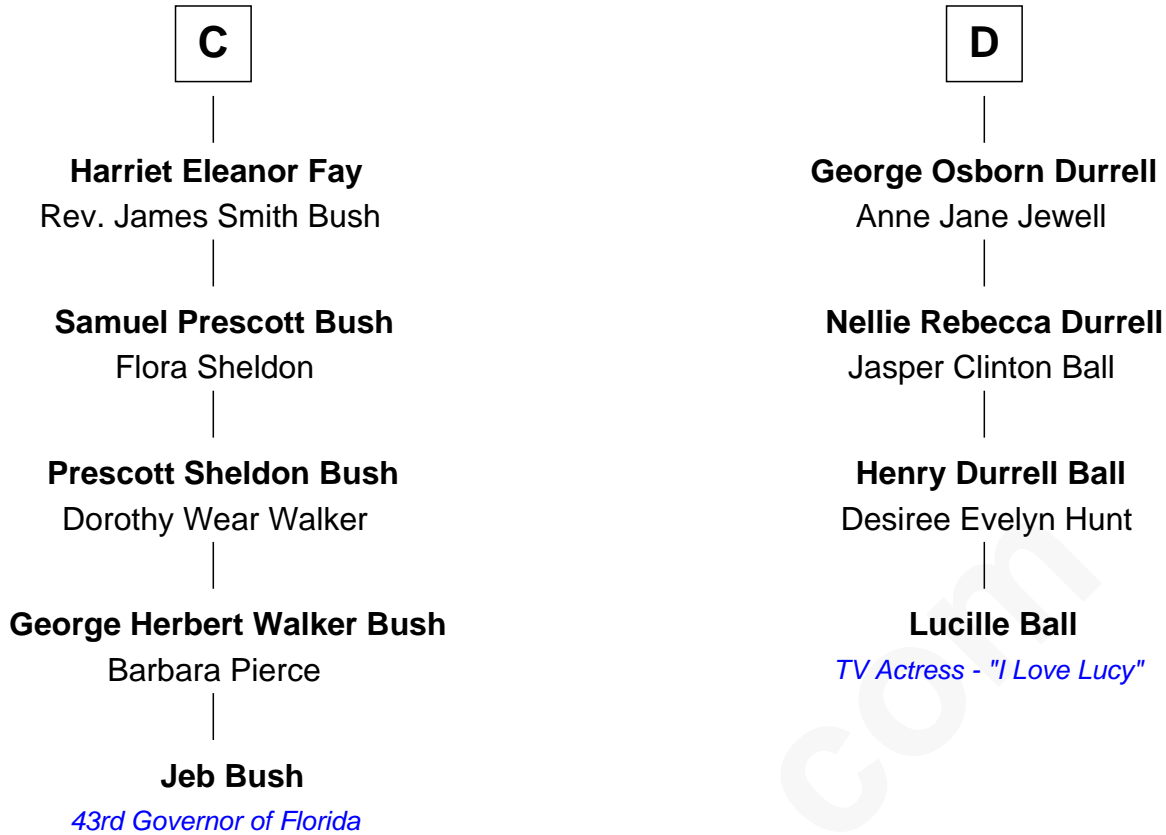 C
Harriet Eleanor Fay
Rev. James Smith Bush
Samuel Prescott Bush
Flora Sheldon
Prescott Sheldon Bush
Dorothy Wear Walker
George Herbert Walker Bush
Barbara Pierce
Jeb Bush
43rd Governor of Florida
D
George Osborn Durrell
Anne Jane Jewell
Nellie Rebecca Durrell
Jasper Clinton Ball
Henry Durrell Ball
Desiree Evelyn Hunt
Lucille Ball
TV Actress - "I Love Lucy"
com